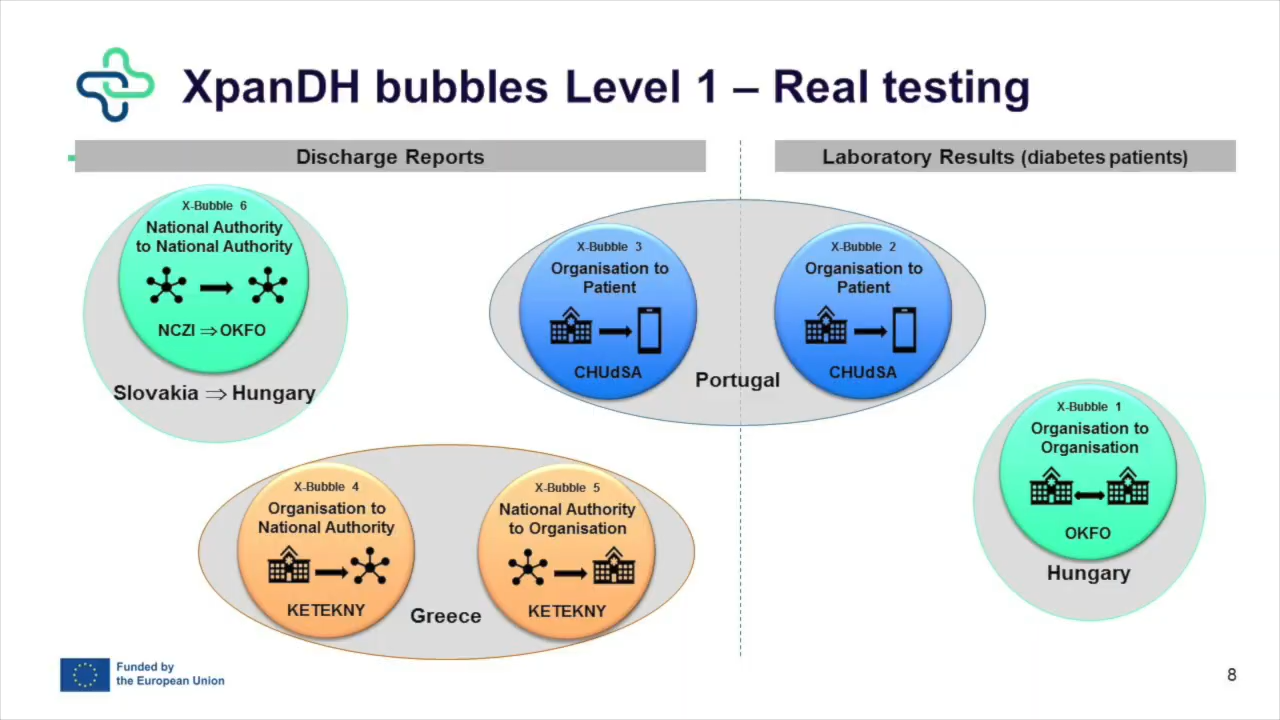 XpanDH bubbles Level 1 – Real testing
Discharge Reports
Laboratory Results (diabetes patients)
X-Bubble 6
National Authority
to National Authority
NCZI ⇒ OKFO
Slovakia ⇒ Hungary
X-Bubble 3
Organisation to
Patient
CHUdSA
Portugal
X-Bubble 2
Organisation to
Patient
CHUdSA
X-Bubble 1
Organisation to
Organisation
OKFO
Hungary
X-Bubble 4
Organisation to
National Authority
KETEKNY
Greece
X-Bubble 5
National Authority
to Organisation
KETEKNY
Funded by
the European Union
8